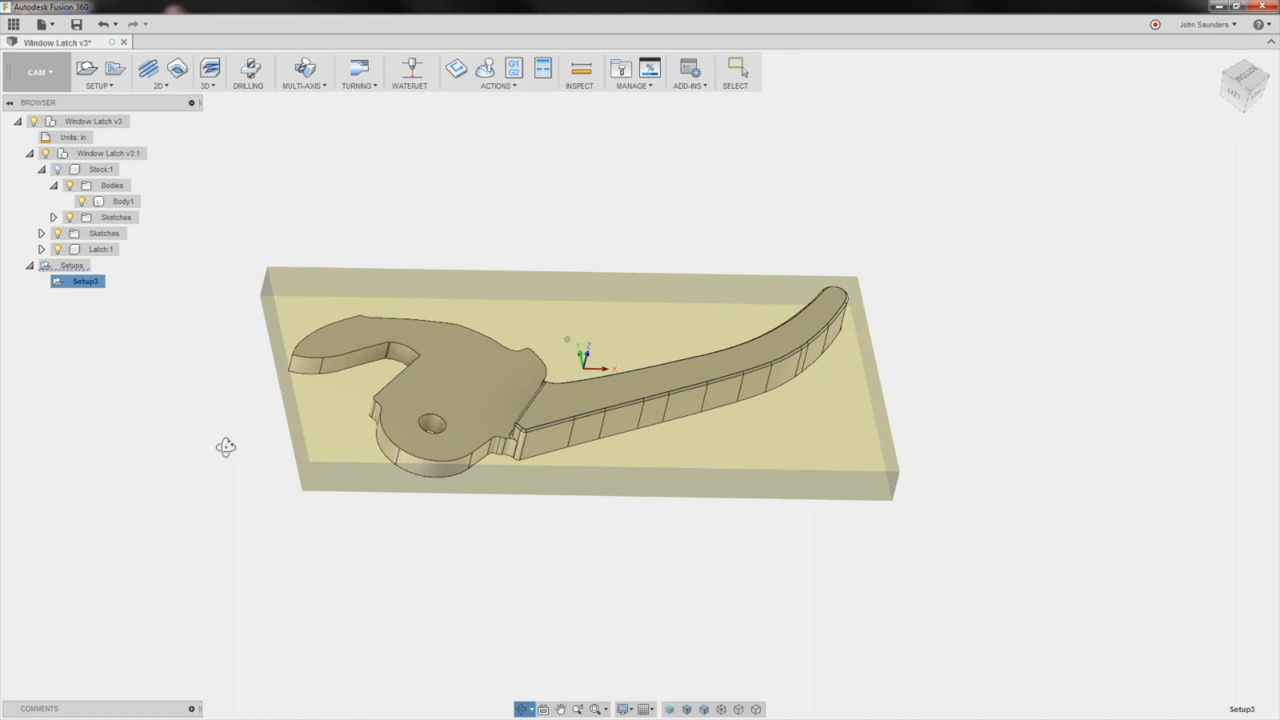 Autodesk Fusion 360
John Saunders
Window Latch v3*
CAM
SETUP
2D
3D
DRILLING
MULTI-AXIS
TURNING
WATERJET
G1
G2
ACTIONS
INSPECT
MANAGE
ADD-INS
SELECT
BROWSER
Window Latch v3
Units: in
Window Latch v3:1
Stock:1
Bodies
Body1
Sketches
Sketches
Latch:1
Setups
Setup3
Z
X
COMMENTS
Setup3